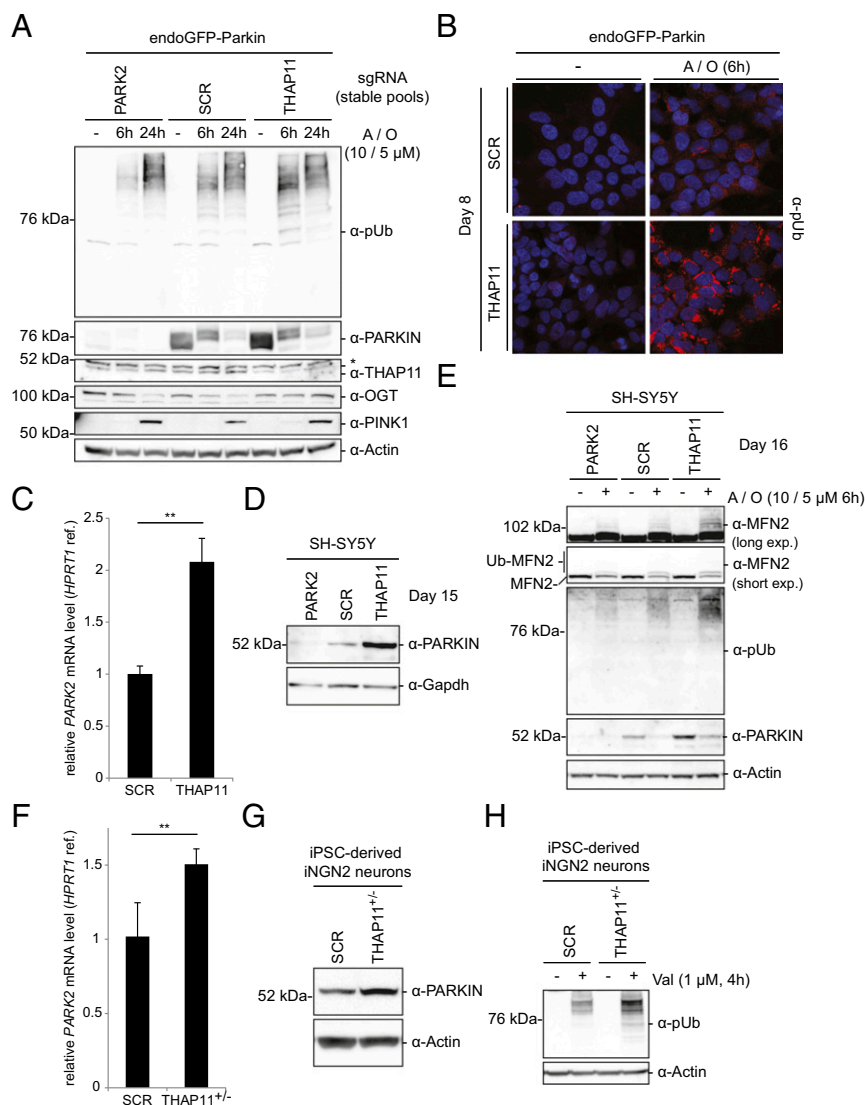 A
endoGFP-Parkin
PARK2
SCR
THAP11
sgRNA
(stable pools)
- 6h 24h - 6h 24h - 6h 24h
A / O
(10 / 5 µM)
76 kDa
α-pUb
76 kDa
α-PARKIN
52 kDa
*
α-THAP11
100 kDa
α-OGT
α-PINK1
50 kDa
α-Actin
B
endoGFP-Parkin
-
A / O (6h)
Day 8
SCR
THAP11
α-pUb
C
relative PARK2 mRNA level (HPRT1 ref.)
2.5
2
1.5
1
0.5
0
**
SCR THAP11
D
SH-SY5Y
PARK2
SCR
THAP11
Day 15
52 kDa
α-PARKIN
α-Gapdh
E
SH-SY5Y
PARK2
SCR
THAP11
Day 16
- + - + - +
A / O (10 / 5 µM 6h)
102 kDa
α-MFN2
(long exp.)
Ub-MFN2
MFN2
α-MFN2
(short exp.)
76 kDa
α-pUb
52 kDa
α-PARKIN
α-Actin
F
relative PARK2 mRNA level (HPRT1 ref.)
1.5
1
0.5
0
**
SCR THAP11+/-
G
iPSC-derived
iNGN2 neurons
SCR
THAP11+/-
52 kDa
α-PARKIN
α-Actin
H
iPSC-derived
iNGN2 neurons
SCR
THAP11+/-
- + - +
Val (1 µM, 4h)
76 kDa
α-pUb
α-Actin